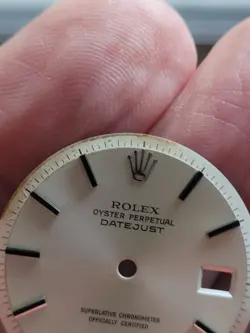 ROLEX
OYSTER PERPETUAL
DATEJUST
SUPERLATIVE CHRONOMETER
OFFICIALLY CERTIFIED